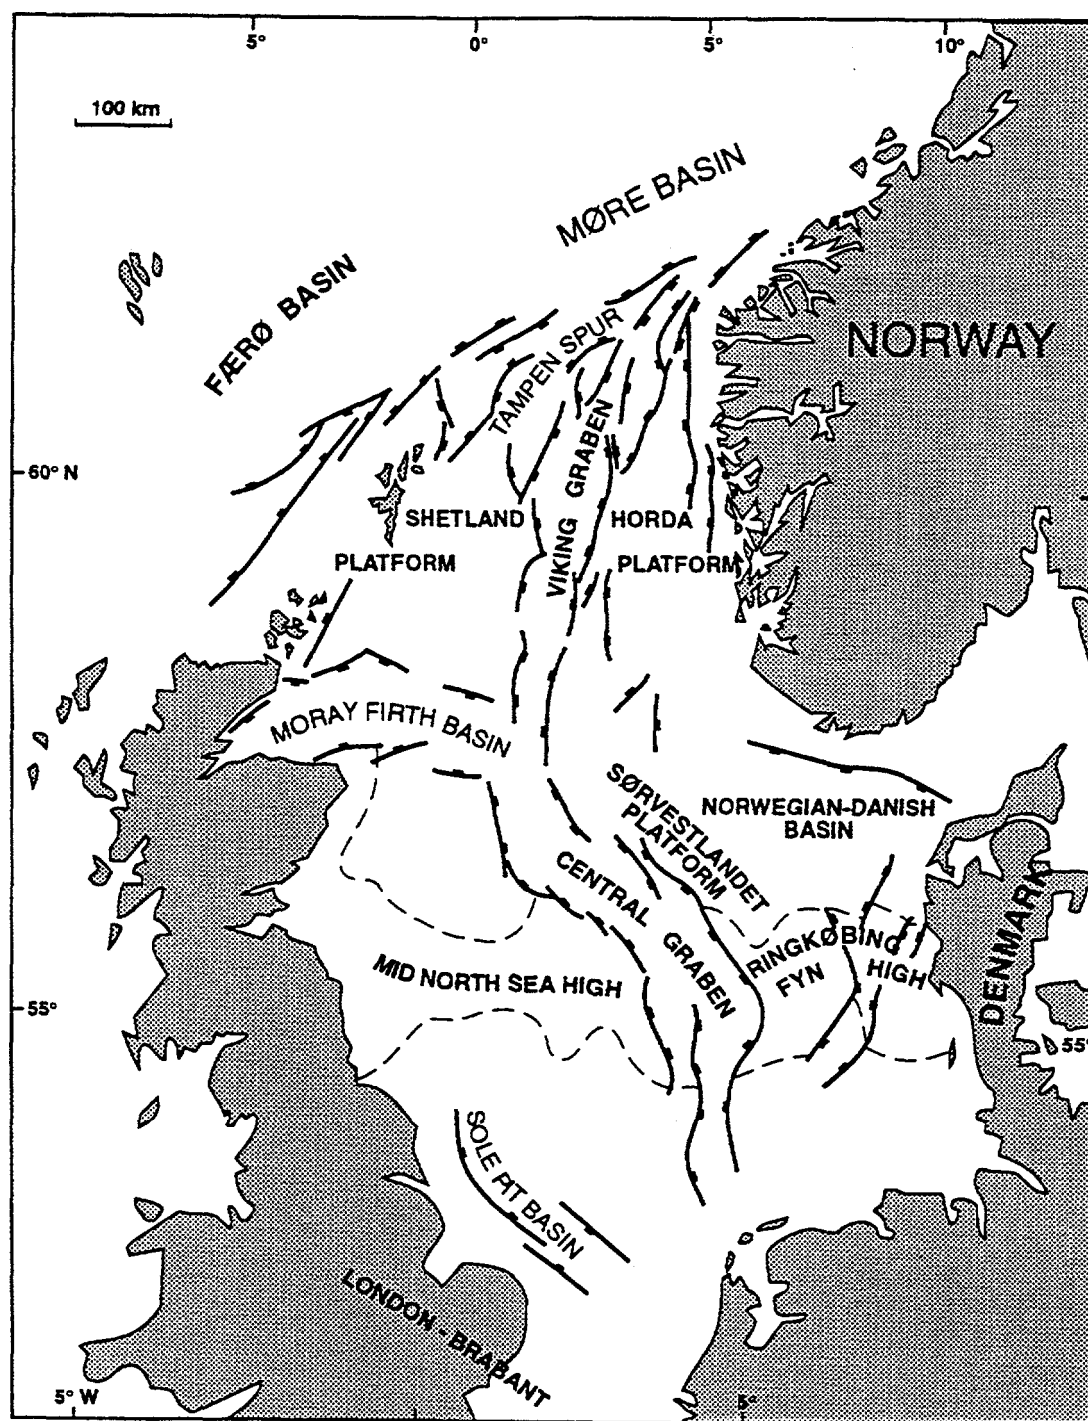 5°
0°
5°
10°
100 km
MØRE BASIN
FÆRØ BASIN
NORWAY
TAMPEN SPUR
60° N
VIKING GRABEN
SHETLAND
PLATFORM
HORDA
PLATFORM
MORAY FIRTH BASIN
SØRVESTLANDET
PLATFORM
NORWEGIAN-DANISH
BASIN
CENTRAL GRABEN
DENMARK
RINGKØBING
FYN
HIGH
MID NORTH SEA HIGH
55°
55°
SOLE PIT BASIN
LONDON - BRABANT
5° W
5°